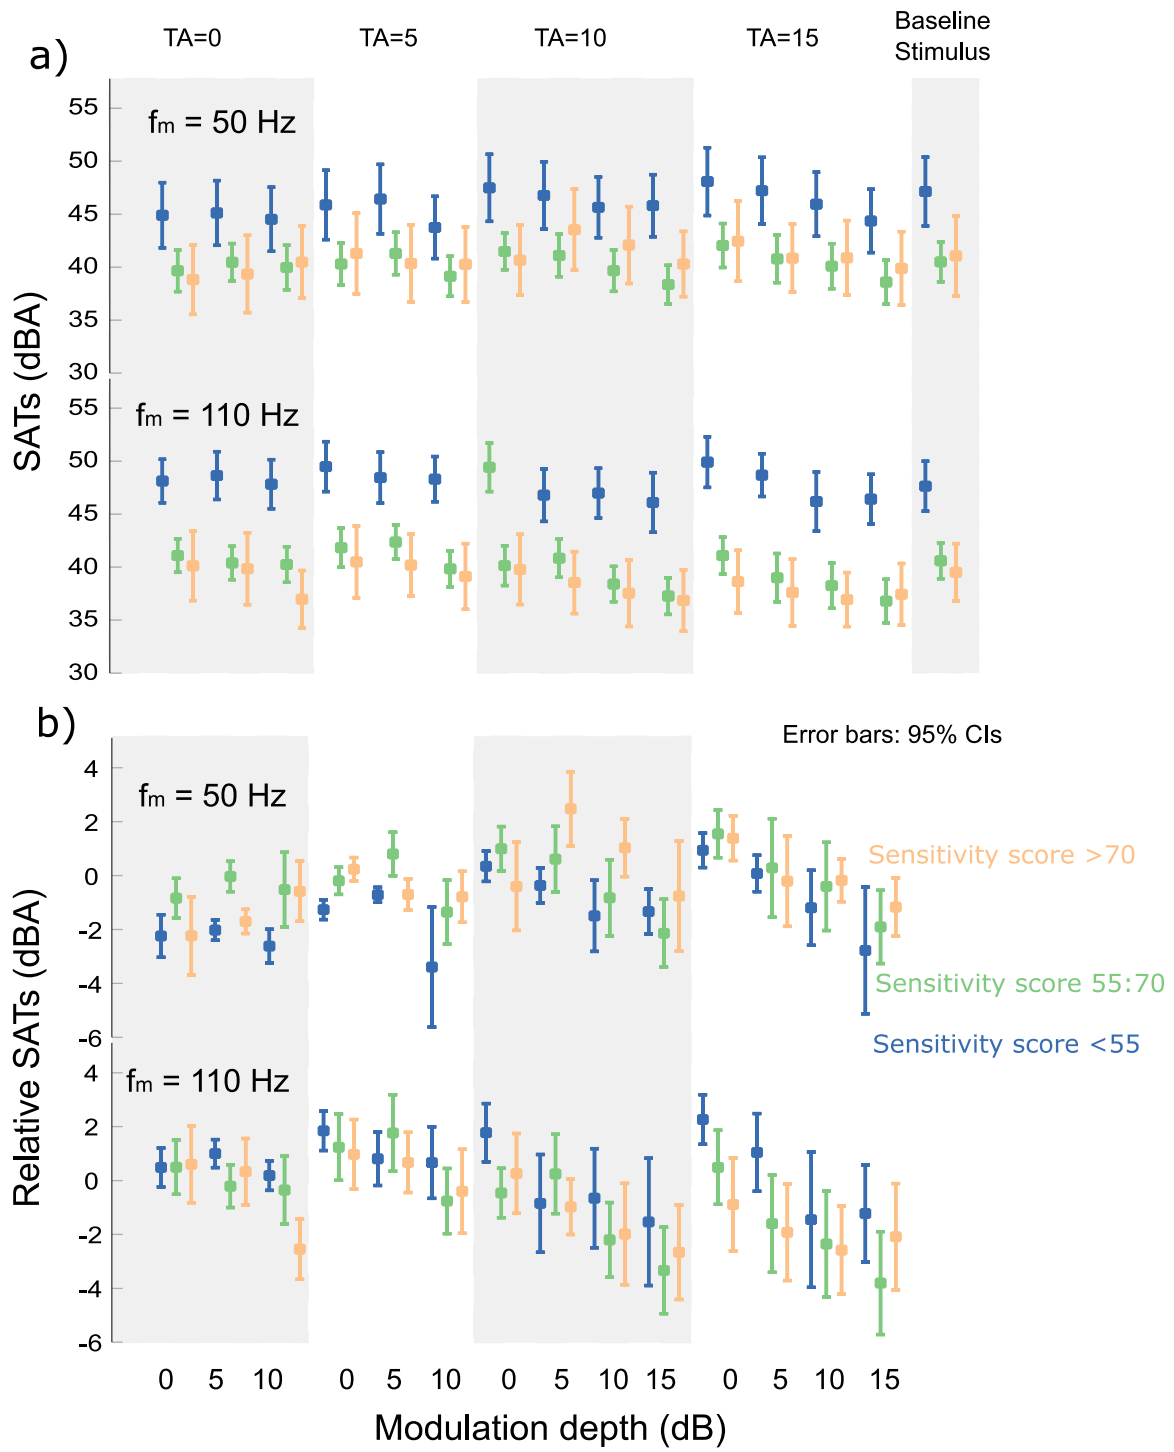 TA=0 TA=5 TA=10 TA=15 Baseline Stimulus
a)
fm = 50 Hz
55
50
45
40
35
30
SATs (dBA)
fm = 110 Hz
55
50
45
40
35
30
b)
Error bars: 95% CIs
fm = 50 Hz
4
2
0
-2
-4
-6
Sensitivity score >70
Sensitivity score 55:70
Sensitivity score <55
Relative SATs (dBA)
fm = 110 Hz
4
2
0
-2
-4
-6
0 5 10 0 5 10 0 5 10 15 0 5 10 15
Modulation depth (dB)